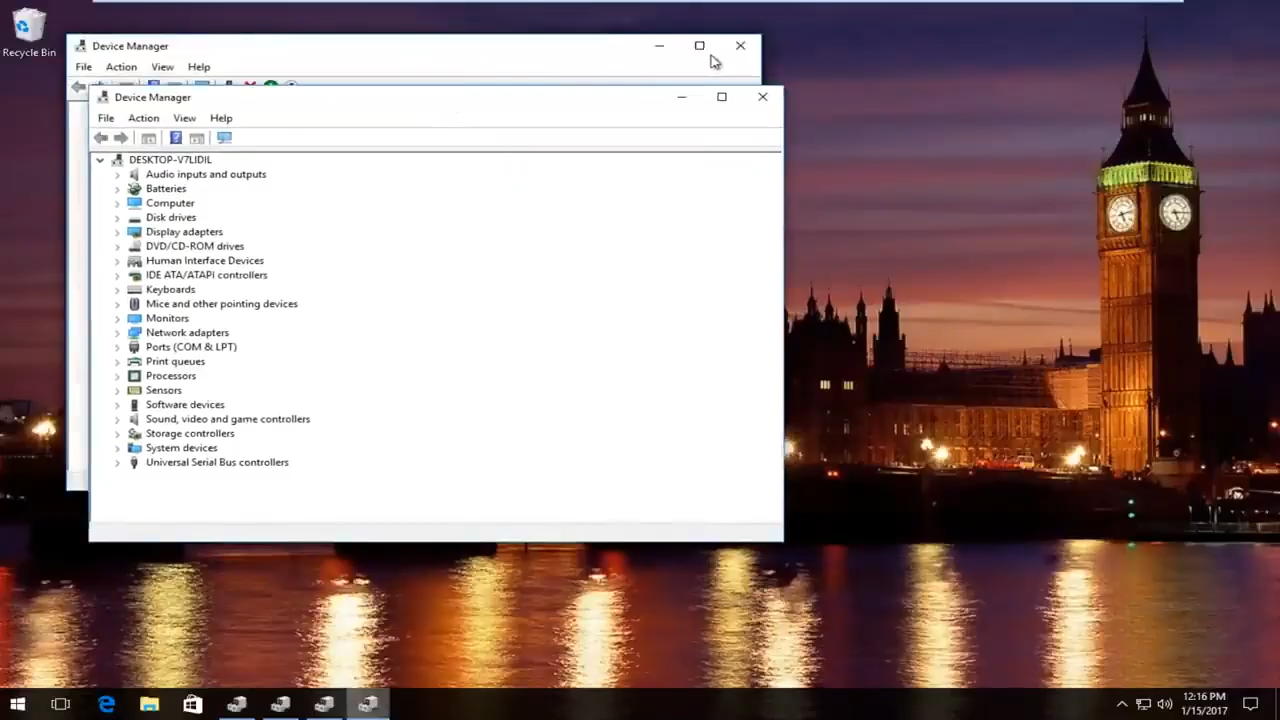 Recycle Bin
Device Manager
File Action View Help
Device Manager
File Action View Help
DESKTOP-V7LIDIL
Audio inputs and outputs
Batteries
Computer
Disk drives
Display adapters
DVD/CD-ROM drives
Human Interface Devices
IDE ATA/ATAPI controllers
Keyboards
Mice and other pointing devices
Monitors
Network adapters
Ports (COM & LPT)
Print queues
Processors
Sensors
Software devices
Sound, video and game controllers
Storage controllers
System devices
Universal Serial Bus controllers
12:16 PM
1/15/2017